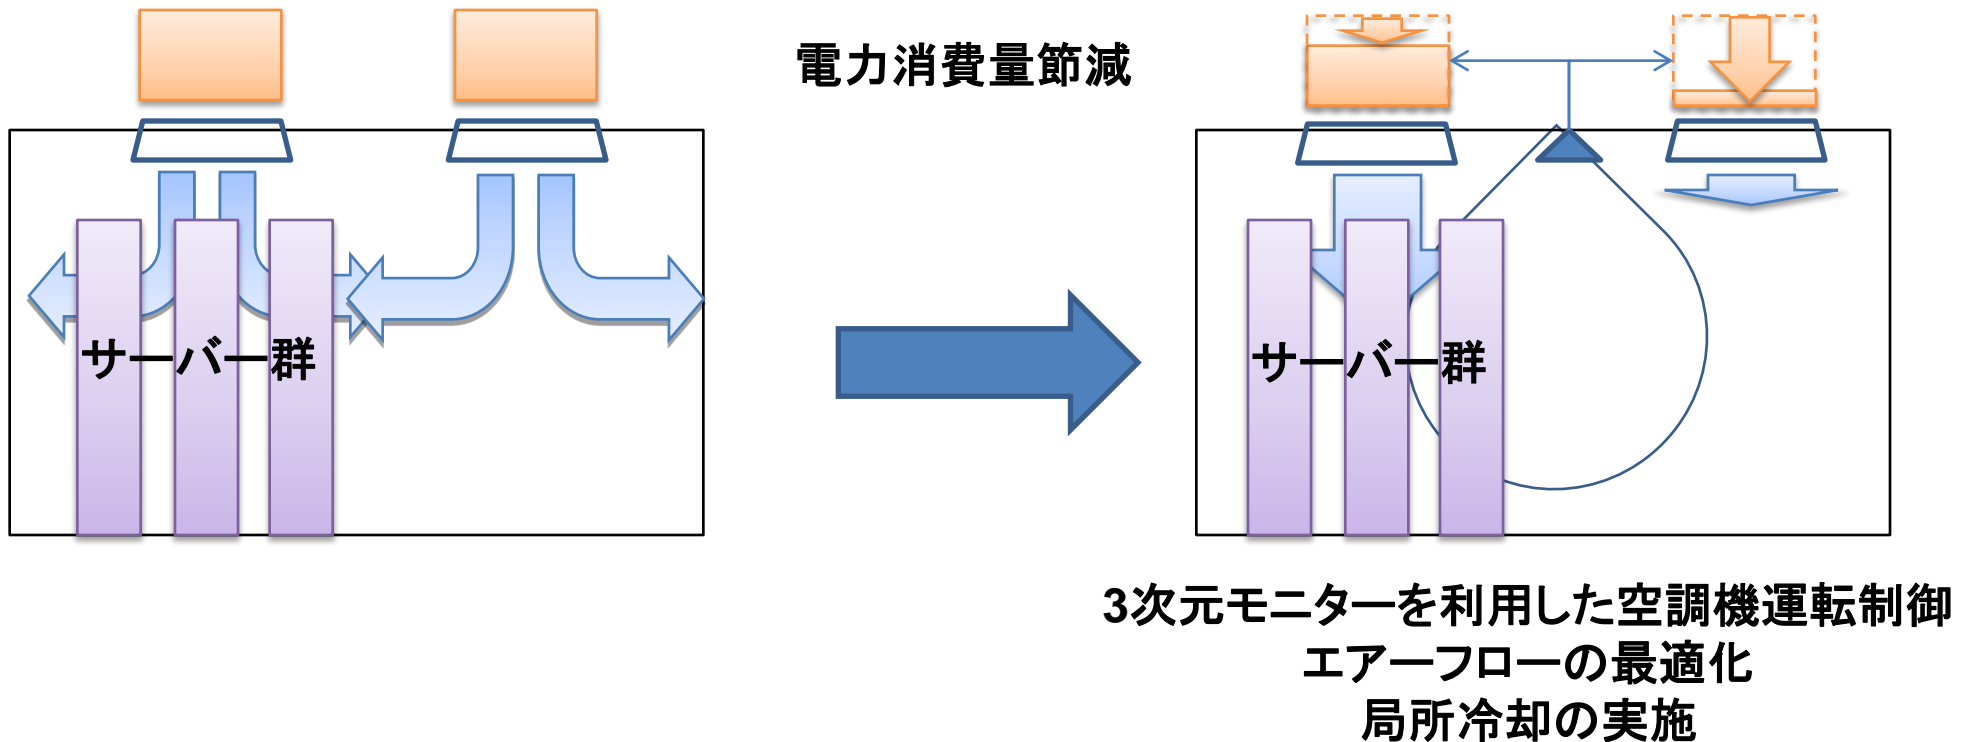 電力消費量節減
サーバー群
サーバー群
3次元モニターを利用した空調機運転制御
エアーフローの最適化
局所冷却の実施